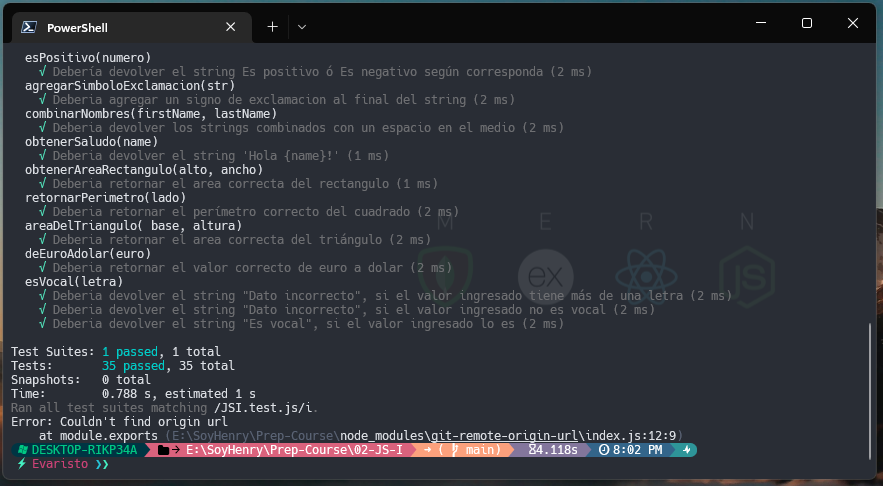 PowerShell
esPositivo(numero)
√ Debería devolver el string Es positivo ó Es negativo según corresponda (2 ms)
agregarSimboloExclamacion(str)
√ Deberia agregar un signo de exclamacion al final del string (2 ms)
combinarNombres(firstName, lastName)
√ Debería devolver los strings combinados con un espacio en el medio (2 ms)
obtenerSaludo(name)
√ Deberia devolver el string 'Hola {name}!' (1 ms)
obtenerAreaRectangulo(alto, ancho)
√ Deberia retornar el area correcta del rectangulo (1 ms)
retornarPerimetro(lado)
√ Deberia retornar el perímetro correcto del cuadrado (2 ms)
areaDelTriangulo( base, altura)
√ Deberia retornar el area correcta del triángulo (2 ms)
deEuroAdolar(euro)
√ Deberia retornar el valor correcto de euro a dolar (2 ms)
esVocal(letra)
√ Deberia devolver el string "Dato incorrecto", si el valor ingresado tiene más de una letra (2 ms)
√ Deberia devolver el string "Dato incorrecto", si el valor ingresado no es vocal (2 ms)
√ Deberia devolver el string "Es vocal", si el valor ingresado lo es (2 ms)
M E R N
ex
JS
Test Suites: 1 passed, 1 total
Tests: 35 passed, 35 total
Snapshots: 0 total
Time: 0.788 s, estimated 1 s
Ran all test suites matching /JSI.test.js/i.
Error: Couldn't find origin url
at module.exports (E:\SoyHenry\Prep-Course\node_modules\git-remote-origin-url\index.js:12:9)
DESKTOP-RIKP34A → E:\SoyHenry\Prep-Course\02-JS-I → ( main) 4.118s 8:02 PM
Evaristo ❯❯